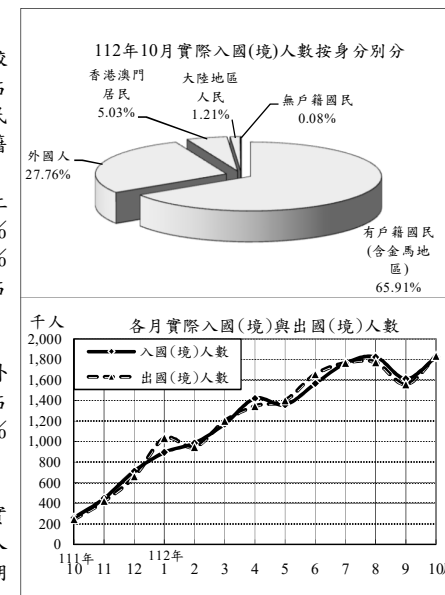 112年10月實際入國(境)人數按身分別分
香港澳門
居民
5.03%
大陸地區
人民
1.21%
無戶籍國民
0.08%
外國人
27.76%
有戶籍國民
(含金馬地
區)
65.91%
千人
各月實際入國(境)與出國(境)人數
2,000
1,800
1,600
1,400
1,200
1,000
800
600
400
200
0
入國(境)人數
出國(境)人數
111年
112年
10 11 12 1 2 3 4 5 6 7 8 9 10
民
籍
%
%
%
人